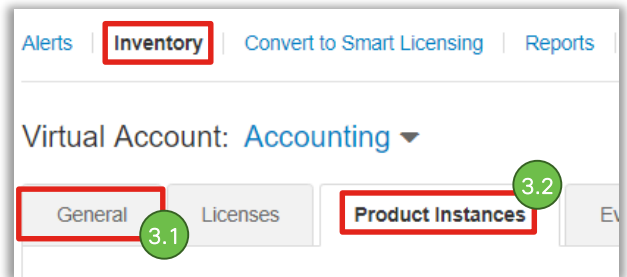 Alerts Inventory Convert to Smart Licensing Reports
Virtual Account: Accounting
General 3.1 Licenses Product Instances 3.2